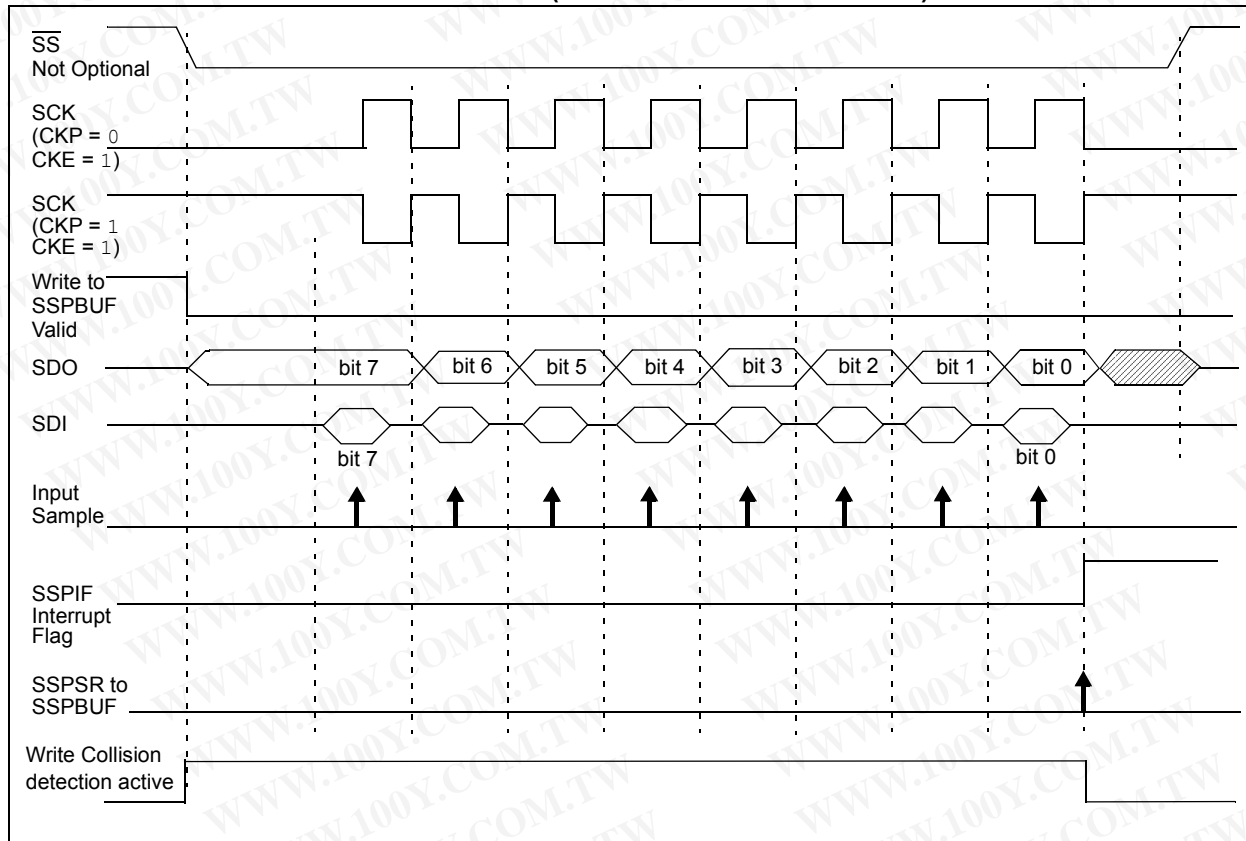 SS
Not Optional
SCK
(CKP = 0
CKE = 1)
SCK
(CKP = 1
CKE = 1)
Write to
SSPBUF
Valid
SDO
bit 7 bit 6 bit 5 bit 4 bit 3 bit 2 bit 1 bit 0
SDI
bit 7 bit 0
Input
Sample
SSPIF
Interrupt
Flag
SSPSR to
SSPBUF
Write Collision
detection active
WWW.100Y.COM.TW